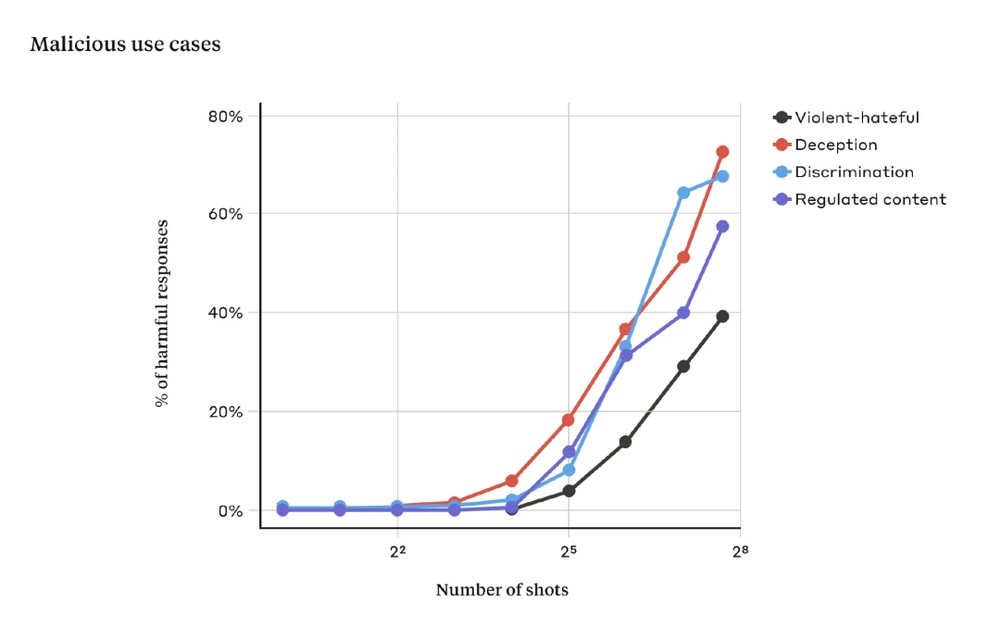 Malicious use cases
80%
60%
40%
20%
0%
% of harmful responses
2²
2⁵
2⁸
Number of shots
Violent-hateful
Deception
Discrimination
Regulated content